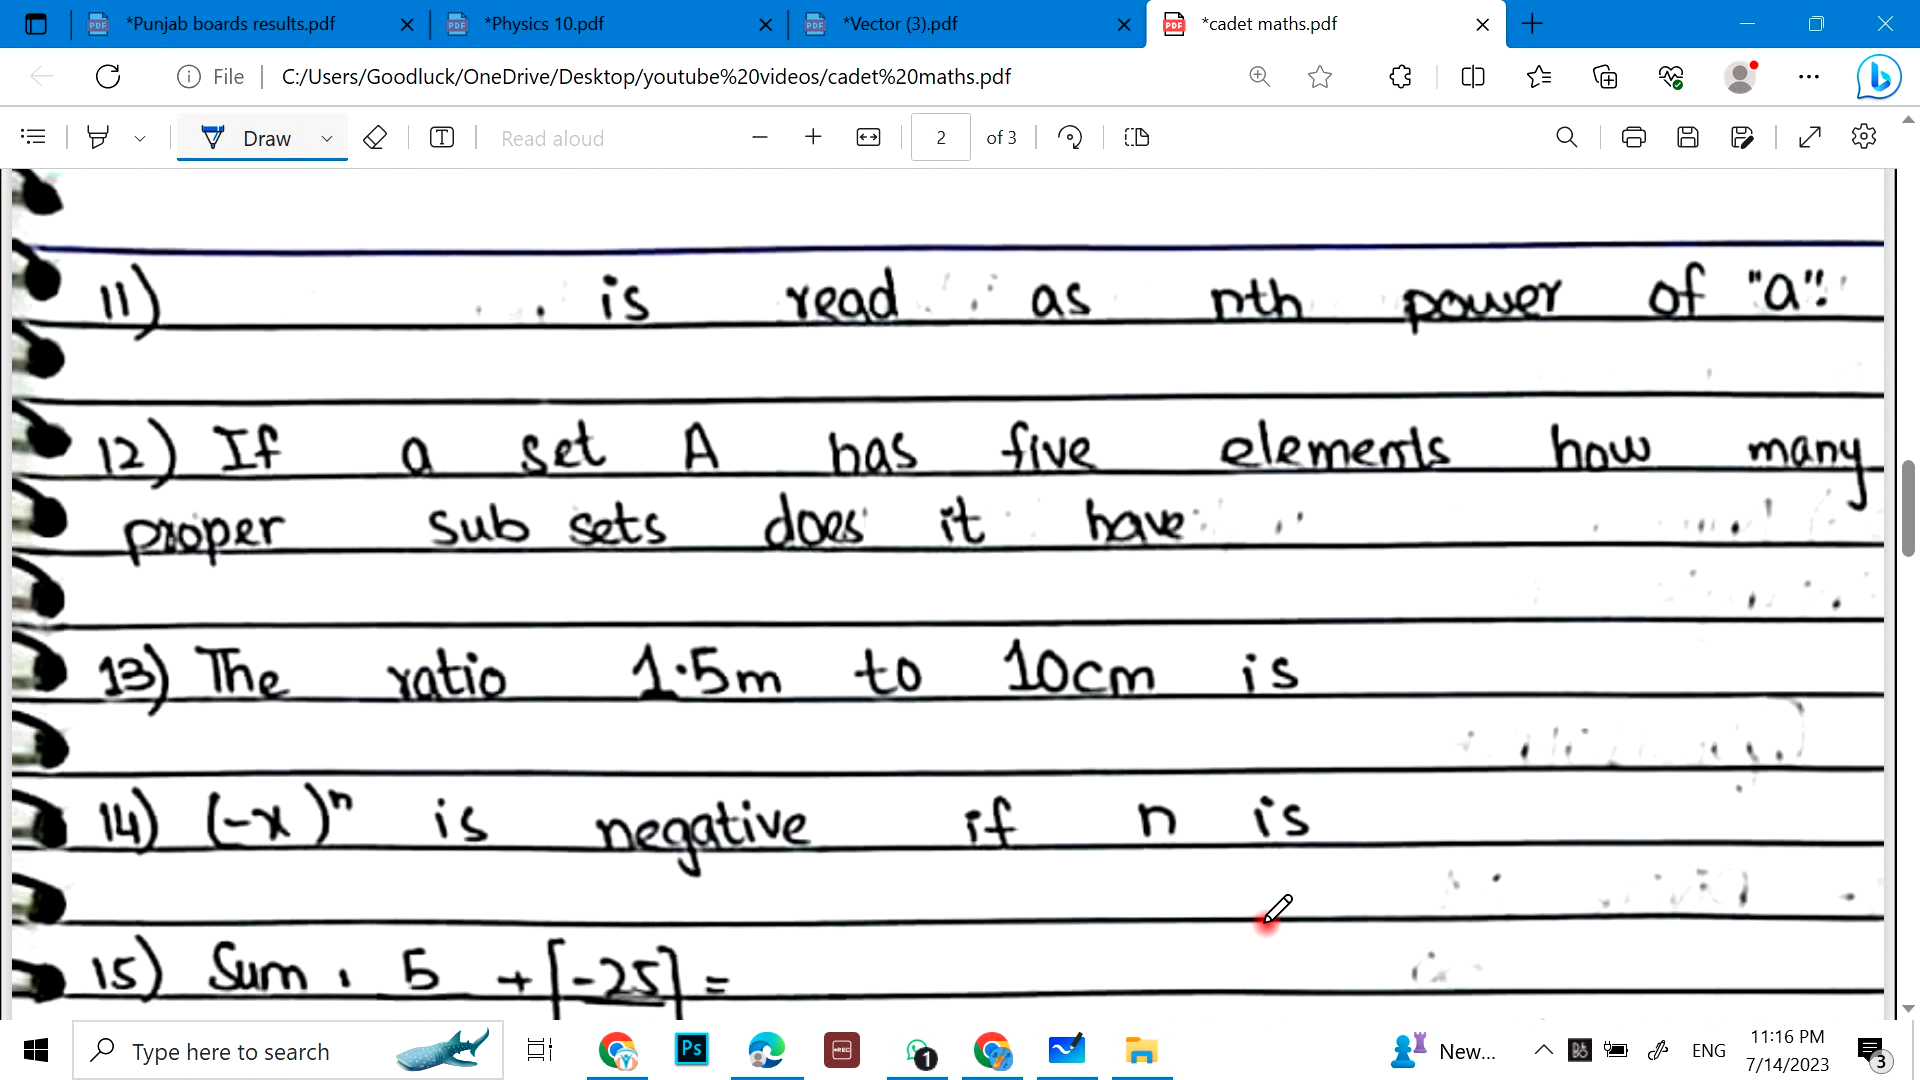 *Punjab boards results.pdf
*Physics 10.pdf
*Vector (3).pdf
*cadet maths.pdf
File
C:/Users/Goodluck/OneDrive/Desktop/youtube%20videos/cadet%20maths.pdf
Draw
Read aloud
2 of 3
11) is read as nth power of "a".
12) If a set A has five elements how many
proper sub sets does it have
13) The ratio 1.5m to 10cm is
14) (-x)ⁿ is negative if n is
15) Sum : 5 + [-25] =
Type here to search
Ps
REC
1
New...
ENG
11:16 PM
7/14/2023
3